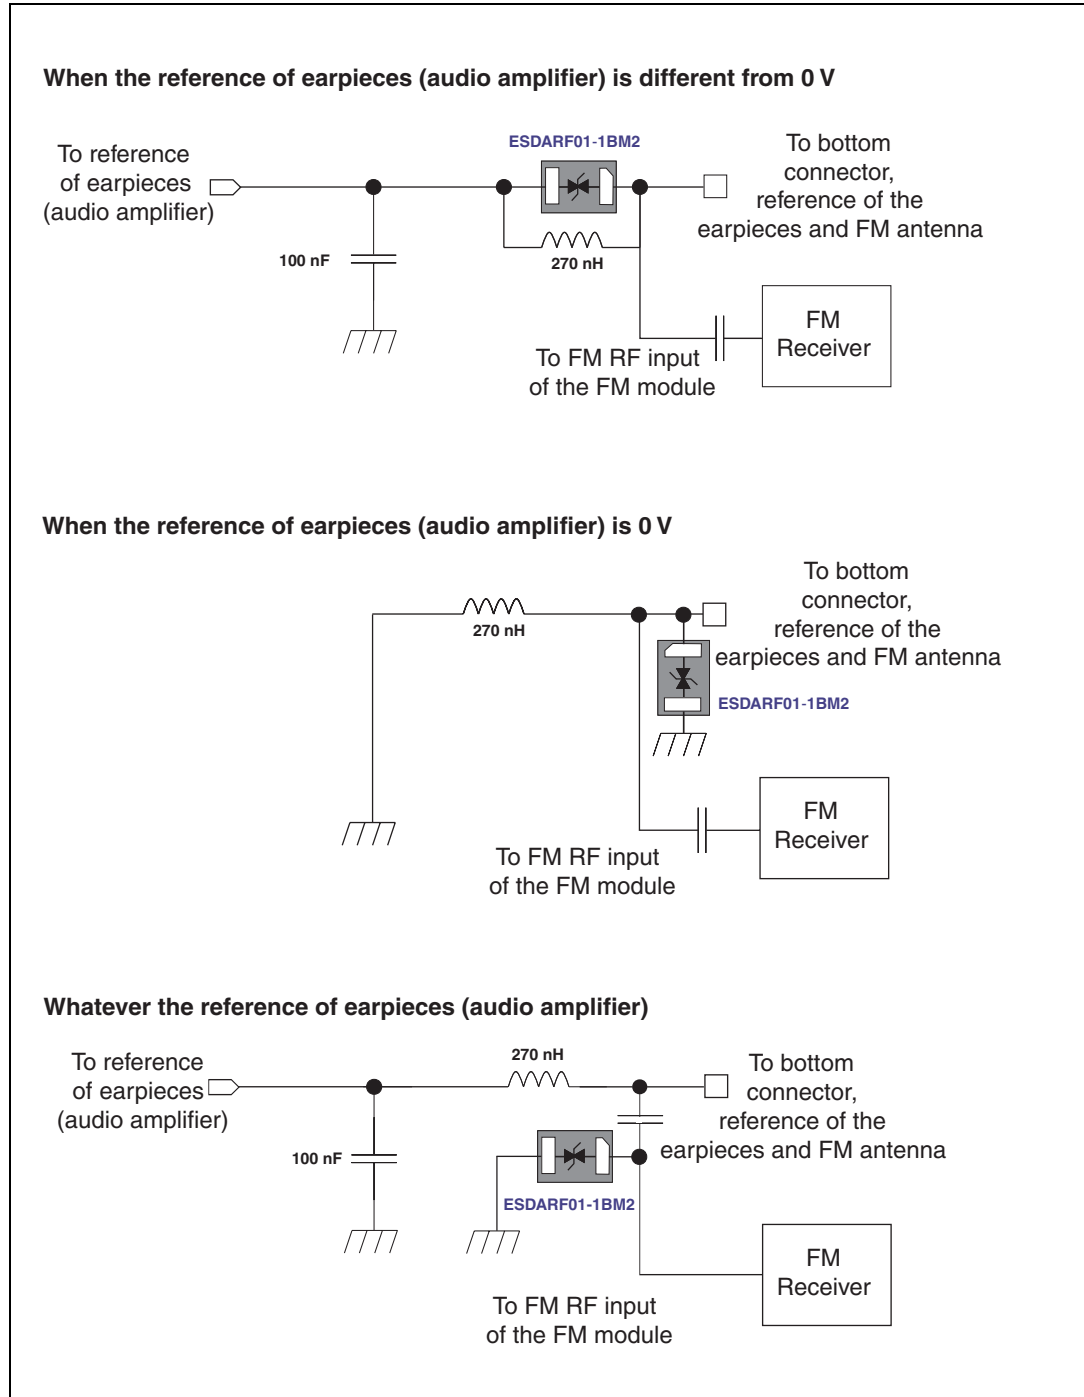 When the reference of earpieces (audio amplifier) is different from 0 V
To reference
of earpieces
(audio amplifier)
ESDARF01-1BM2
To bottom
connector,
reference of the
earpieces and FM antenna
100 nF
270 nH
FM
Receiver
To FM RF input
of the FM module
When the reference of earpieces (audio amplifier) is 0 V
270 nH
To bottom
connector,
reference of the
earpieces and FM antenna
ESDARF01-1BM2
FM
Receiver
To FM RF input
of the FM module
Whatever the reference of earpieces (audio amplifier)
To reference
of earpieces
(audio amplifier)
270 nH
To bottom
connector,
reference of the
earpieces and FM antenna
100 nF
ESDARF01-1BM2
FM
Receiver
To FM RF input
of the FM module